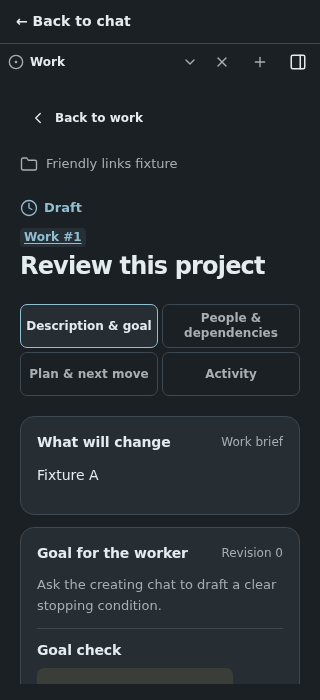 ← Back to chat
Work
Back to work
Friendly links fixture
Draft
Work #1
Review this project
Description & goal
People &
dependencies
Plan & next move
Activity
What will change
Work brief
Fixture A
Goal for the worker
Revision 0
Ask the creating chat to draft a clear
stopping condition.
Goal check